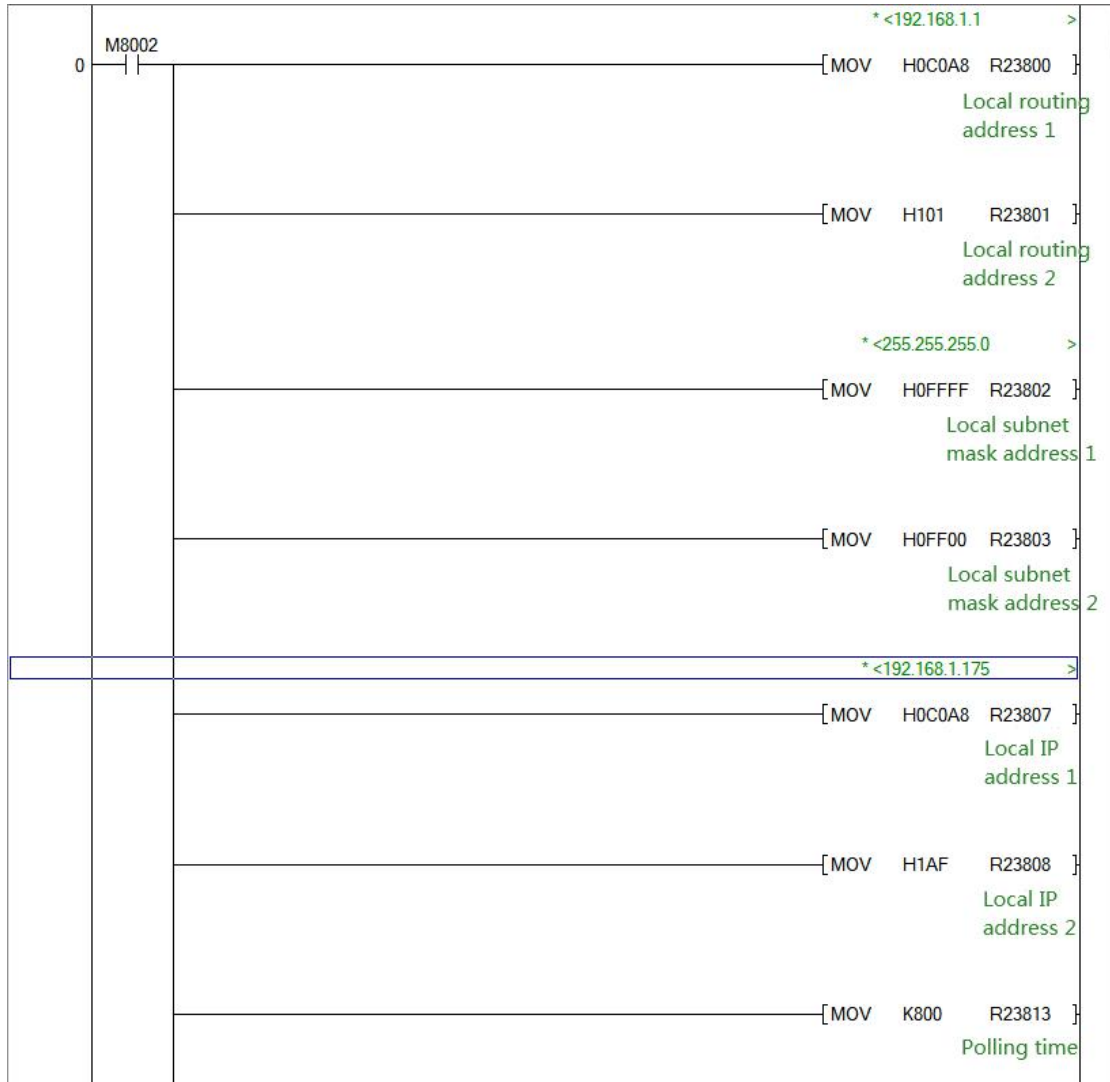 * <192.168.1.1 >
M8002
0 [MOV H0C0A8 R23800 ]
Local routing
address 1
[MOV H101 R23801 ]
Local routing
address 2
* <255.255.255.0 >
[MOV H0FFFF R23802 ]
Local subnet
mask address 1
[MOV H0FF00 R23803 ]
Local subnet
mask address 2
* <192.168.1.175 >
[MOV H0C0A8 R23807 ]
Local IP
address 1
[MOV H1AF R23808 ]
Local IP
address 2
[MOV K800 R23813 ]
Polling time